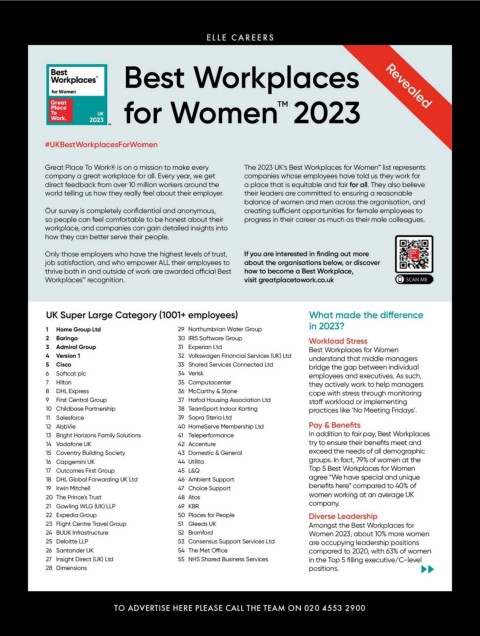 ELLE CAREERS
Best
Workplaces™
for Women
Great
Place
To
Work.
UK
2023
Best Workplaces
for Women™ 2023
Revealed
#UKBestWorkplacesForWomen
Great Place To Work® is on a mission to make every
company a great workplace for all. Every year, we get
direct feedback from over 10 million workers around the
world telling us how they really feel about their employer.
Our survey is completely confidential and anonymous,
so people can feel comfortable to be honest about their
workplace, and companies can gain detailed insights into
how they can better serve their people.
Only those employers who have the highest levels of trust,
job satisfaction, and who empower ALL their employees to
thrive both in and outside of work are awarded official Best
Workplaces™ recognition.
The 2023 UK's Best Workplaces for Women™ list represents
companies whose employees have told us they work for
a place that is equitable and fair for all. They also believe
their leaders are committed to ensuring a reasonable
balance of women and men across the organisation, and
creating sufficient opportunities for female employees to
progress in their career as much as their male colleagues.
If you are interested in finding out more
about the organisations below, or discover
how to become a Best Workplace,
visit greatplacetowork.co.uk
SCAN ME
UK Super Large Category (1001+ employees)
1 Home Group Ltd
2 Baringa
3 Admiral Group
4 Version 1
5 Cisco
6 Softcat plc
7 Hilton
8 DHL Express
9 First Central Group
10 Childbase Partnership
11 Salesforce
12 AbbVie
13 Bright Horizons Family Solutions
14 Vodafone UK
15 Coventry Building Society
16 Capgemini UK
17 Outcomes First Group
18 DHL Global Forwarding UK Ltd
19 Irwin Mitchell
20 The Prince's Trust
21 Gowling WLG (UK) LLP
22 Expedia Group
23 Flight Centre Travel Group
24 BUUK Infrastructure
25 Deloitte LLP
26 Santander UK
27 Insight Direct (UK) Ltd
28 Dimensions
29 Northumbrian Water Group
30 IRIS Software Group
31 Experian Ltd
32 Volkswagen Financial Services (UK) Ltd
33 Shared Services Connected Ltd
34 Verisk
35 Computacenter
36 McCarthy & Stone
37 Hafod Housing Association Ltd
38 TeamSport Indoor Karting
39 Sopra Steria Ltd
40 HomeServe Membership Ltd
41 Teleperformance
42 Accenture
43 Domestic & General
44 Utilita
45 L&Q
46 Ambient Support
47 Choice Support
48 Atos
49 KBR
50 Places for People
51 Gleeds UK
52 Bromford
53 Consensus Support Services Ltd
54 The Met Office
55 NHS Shared Business Services
What made the difference
in 2023?
Workload Stress
Best Workplaces for Women
understand that middle managers
bridge the gap between individual
employees and executives. As such,
they actively work to help managers
cope with stress through monitoring
staff workload or implementing
practices like 'No Meeting Fridays'.
Pay & Benefits
In addition to fair pay, Best Workplaces
try to ensure their benefits meet and
exceed the needs of all demographic
groups. In fact, 79% of women at the
Top 5 Best Workplaces for Women
agree "We have special and unique
benefits here" compared to 40% of
women working at an average UK
company.
Diverse Leadership
Amongst the Best Workplaces for
Women 2023, about 10% more women
are occupying leadership positions
compared to 2020, with 63% of women
in the Top 5 filling executive/C-level
positions.
TO ADVERTISE HERE PLEASE CALL THE TEAM ON 020 4553 2900